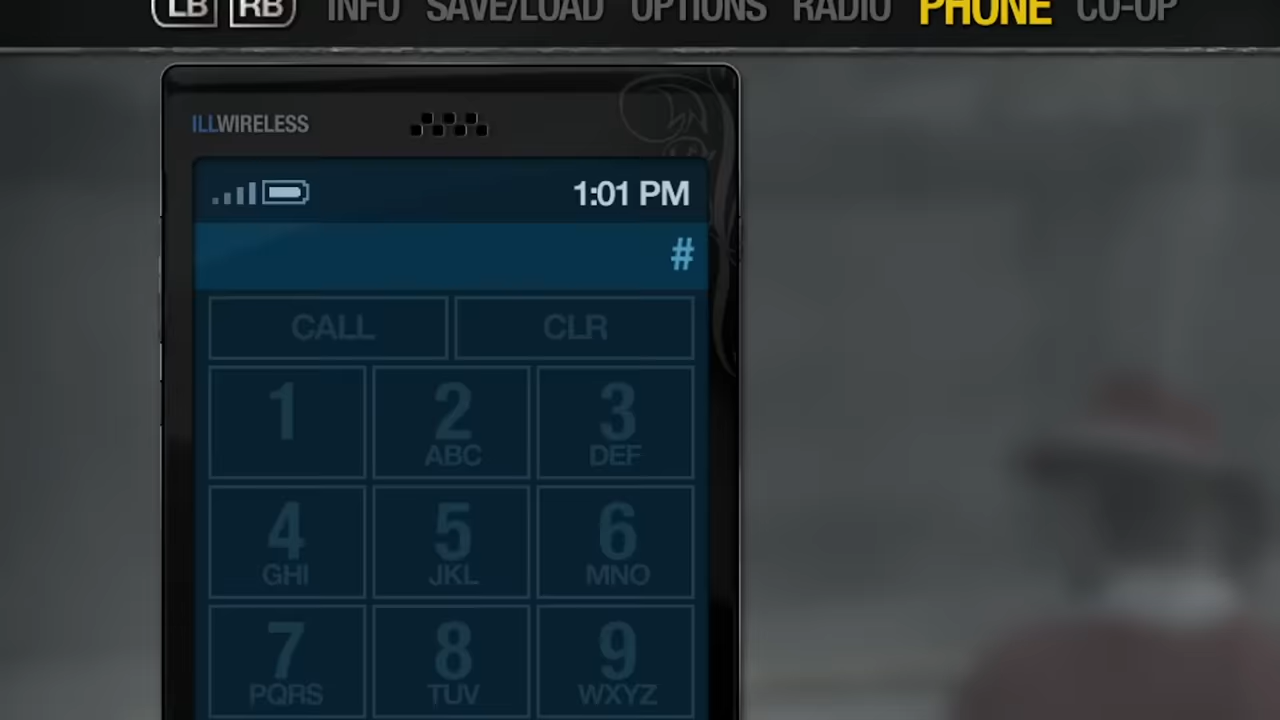 LB RB INFO SAVE/LOAD OPTIONS RADIO PHONE CO-OP
ILLWIRELESS
1:01 PM
#
CALL CLR
1 2 3
ABC DEF
4 5 6
GHI JKL MNO
7 8 9
PQRS TUV WXYZ